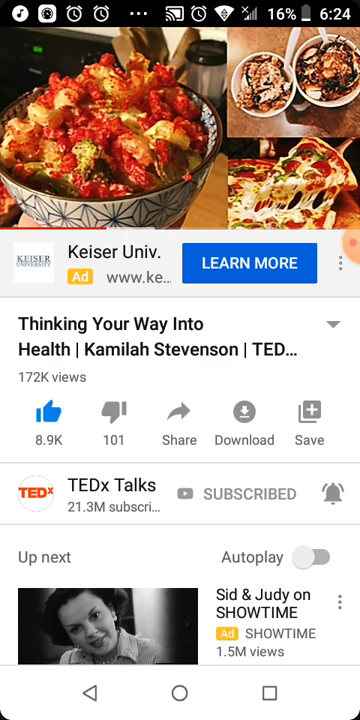 16% 6:24
KEISER
UNIVERSITY
Keiser Univ.
Ad www.ke...
LEARN MORE
Thinking Your Way Into
Health | Kamilah Stevenson | TED...
172K views
8.9K 101 Share Download Save
TEDx
TEDx Talks
21.3M subscri...
SUBSCRIBED
Up next Autoplay
Sid & Judy on
SHOWTIME
Ad SHOWTIME
1.5M views